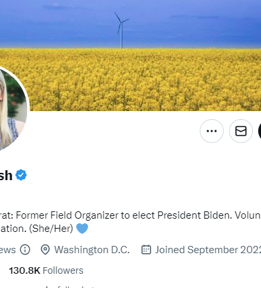 sh
rat: Former Field Organizer to elect President Biden. Volun
ation. (She/Her) 💙
ews Washington D.C. Joined September 2022
130.8K Followers